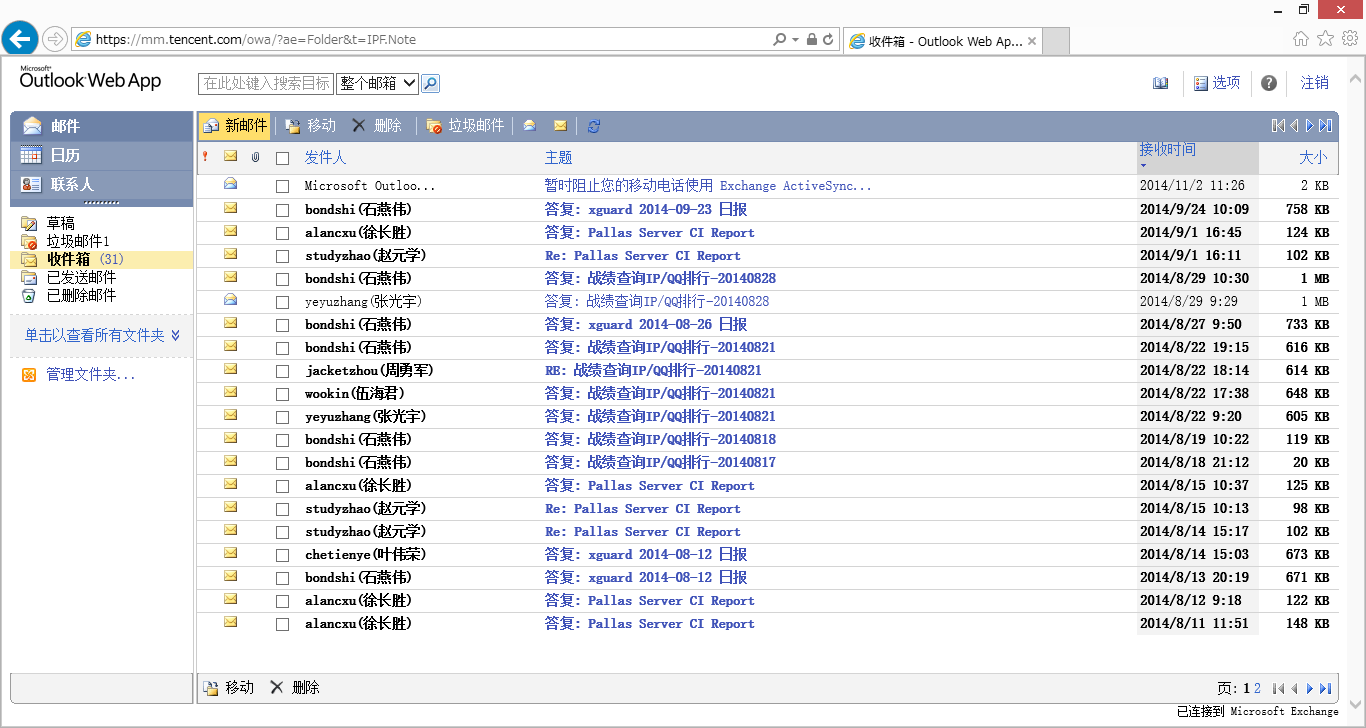 https://mm.tencent.com/owa/?ae=Folder&t=IPF.Note
收件箱 - Outlook Web Ap...
Microsoft®
Outlook Web App
在此处键入搜索目标 整个邮箱
选项 注销
邮件
日历
联系人
草稿
垃圾邮件1
收件箱 (31)
已发送邮件
已删除邮件
单击以查看所有文件夹
管理文件夹...
新邮件 移动 删除 垃圾邮件
发件人 主题 接收时间 大小
Microsoft Outloo... 暂时阻止您的移动电话使用 Exchange ActiveSync... 2014/11/2 11:26 2 KB
bondshi(石燕伟) 答复: xguard 2014-09-23 日报 2014/9/24 10:09 758 KB
alancxu(徐长胜) 答复: Pallas Server CI Report 2014/9/1 16:45 124 KB
studyzhao(赵元学) Re: Pallas Server CI Report 2014/9/1 16:11 102 KB
bondshi(石燕伟) 答复: 战绩查询IP/QQ排行-20140828 2014/8/29 10:30 1 MB
yeyuzhang(张光宇) 答复: 战绩查询IP/QQ排行-20140828 2014/8/29 9:29 1 MB
bondshi(石燕伟) 答复: xguard 2014-08-26 日报 2014/8/27 9:50 733 KB
bondshi(石燕伟) 答复: 战绩查询IP/QQ排行-20140821 2014/8/22 19:15 616 KB
jacketzhou(周勇军) RE: 战绩查询IP/QQ排行-20140821 2014/8/22 18:14 614 KB
wookin(伍海君) 答复: 战绩查询IP/QQ排行-20140821 2014/8/22 17:38 648 KB
yeyuzhang(张光宇) 答复: 战绩查询IP/QQ排行-20140821 2014/8/22 9:20 605 KB
bondshi(石燕伟) 答复: 战绩查询IP/QQ排行-20140818 2014/8/19 10:22 119 KB
bondshi(石燕伟) 答复: 战绩查询IP/QQ排行-20140817 2014/8/18 21:12 20 KB
alancxu(徐长胜) 答复: Pallas Server CI Report 2014/8/15 10:37 125 KB
studyzhao(赵元学) Re: Pallas Server CI Report 2014/8/15 10:13 98 KB
studyzhao(赵元学) Re: Pallas Server CI Report 2014/8/14 15:17 102 KB
chetienye(叶伟荣) 答复: xguard 2014-08-12 日报 2014/8/14 15:03 673 KB
bondshi(石燕伟) 答复: xguard 2014-08-12 日报 2014/8/13 20:19 671 KB
alancxu(徐长胜) 答复: Pallas Server CI Report 2014/8/12 9:18 122 KB
alancxu(徐长胜) 答复: Pallas Server CI Report 2014/8/11 11:51 148 KB
移动 删除 页: 1 2
已连接到 Microsoft Exchange